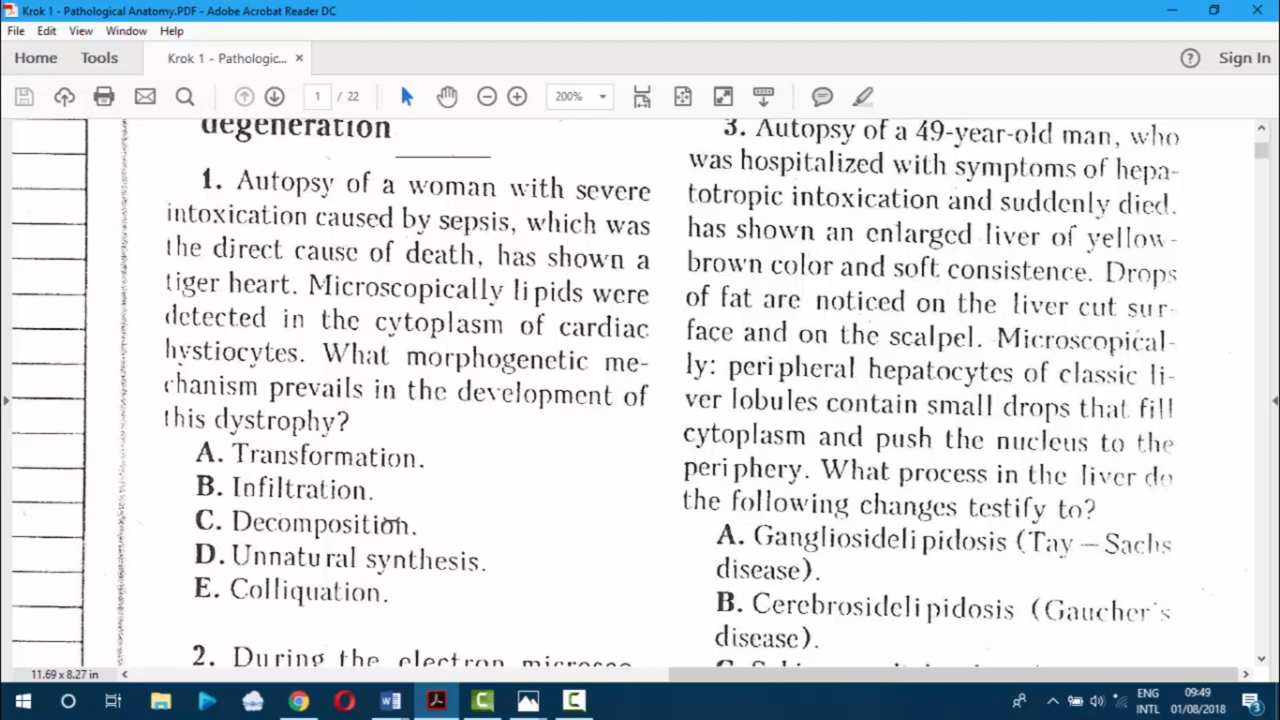 Krok 1 - Pathological Anatomy.PDF - Adobe Acrobat Reader DC
File Edit View Window Help
Home Tools Krok 1 - Pathologic... × Sign In
1 / 22 200%
degeneration
1. Autopsy of a woman with severe
intoxication caused by sepsis, which was
the direct cause of death, has shown a
tiger heart. Microscopically lipids were
detected in the cytoplasm of cardiac
hystiocytes. What morphogenetic me-
chanism prevails in the development of
this dystrophy?
A. Transformation.
B. Infiltration.
C. Decomposition.
D. Unnatural synthesis.
E. Colliquation.
2. During the electron microsco-
3. Autopsy of a 49-year-old man, who
was hospitalized with symptoms of hepa-
totropic intoxication and suddenly died,
has shown an enlarged liver of yellow-
brown color and soft consistence. Drops
of fat are noticed on the liver cut sur-
face and on the scalpel. Microscopical-
ly: peripheral hepatocytes of classic li-
ver lobules contain small drops that fill
cytoplasm and push the nucleus to the
periphery. What process in the liver do
the following changes testify to?
A. Gangliosidelipidosis (Tay – Sachs
disease).
B. Cerebrosidelipidosis (Gaucher's
disease).
11.69 x 8.27 in
ENG 09:49
INTL 01/08/2018 3